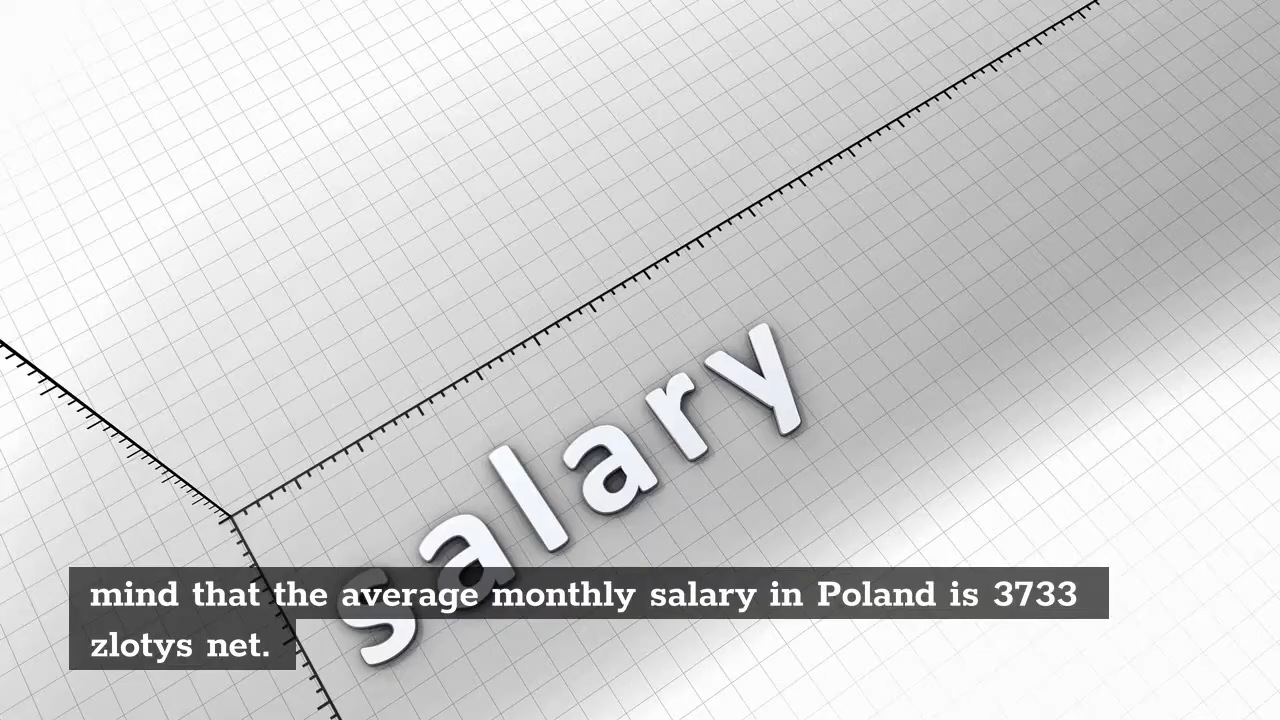 salary
mind that the average monthly salary in Poland is 3733
zlotys net.